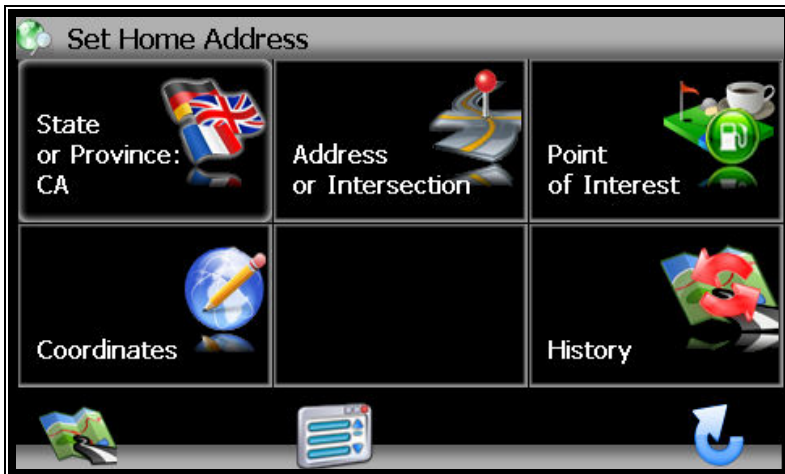 Set Home Address
State
or Province:
CA
Address
or Intersection
Point
of Interest
Coordinates
History